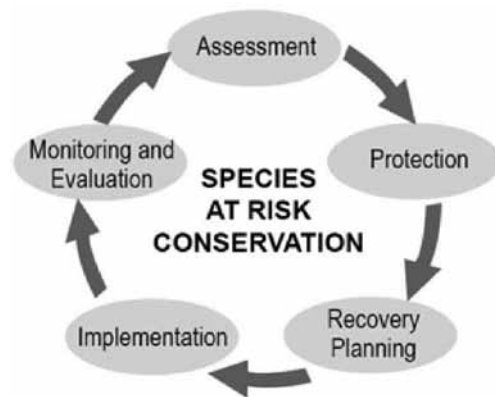 Assessment
Protection
Recovery
Planning
Implementation
Monitoring and
Evaluation
SPECIES
AT RISK
CONSERVATION